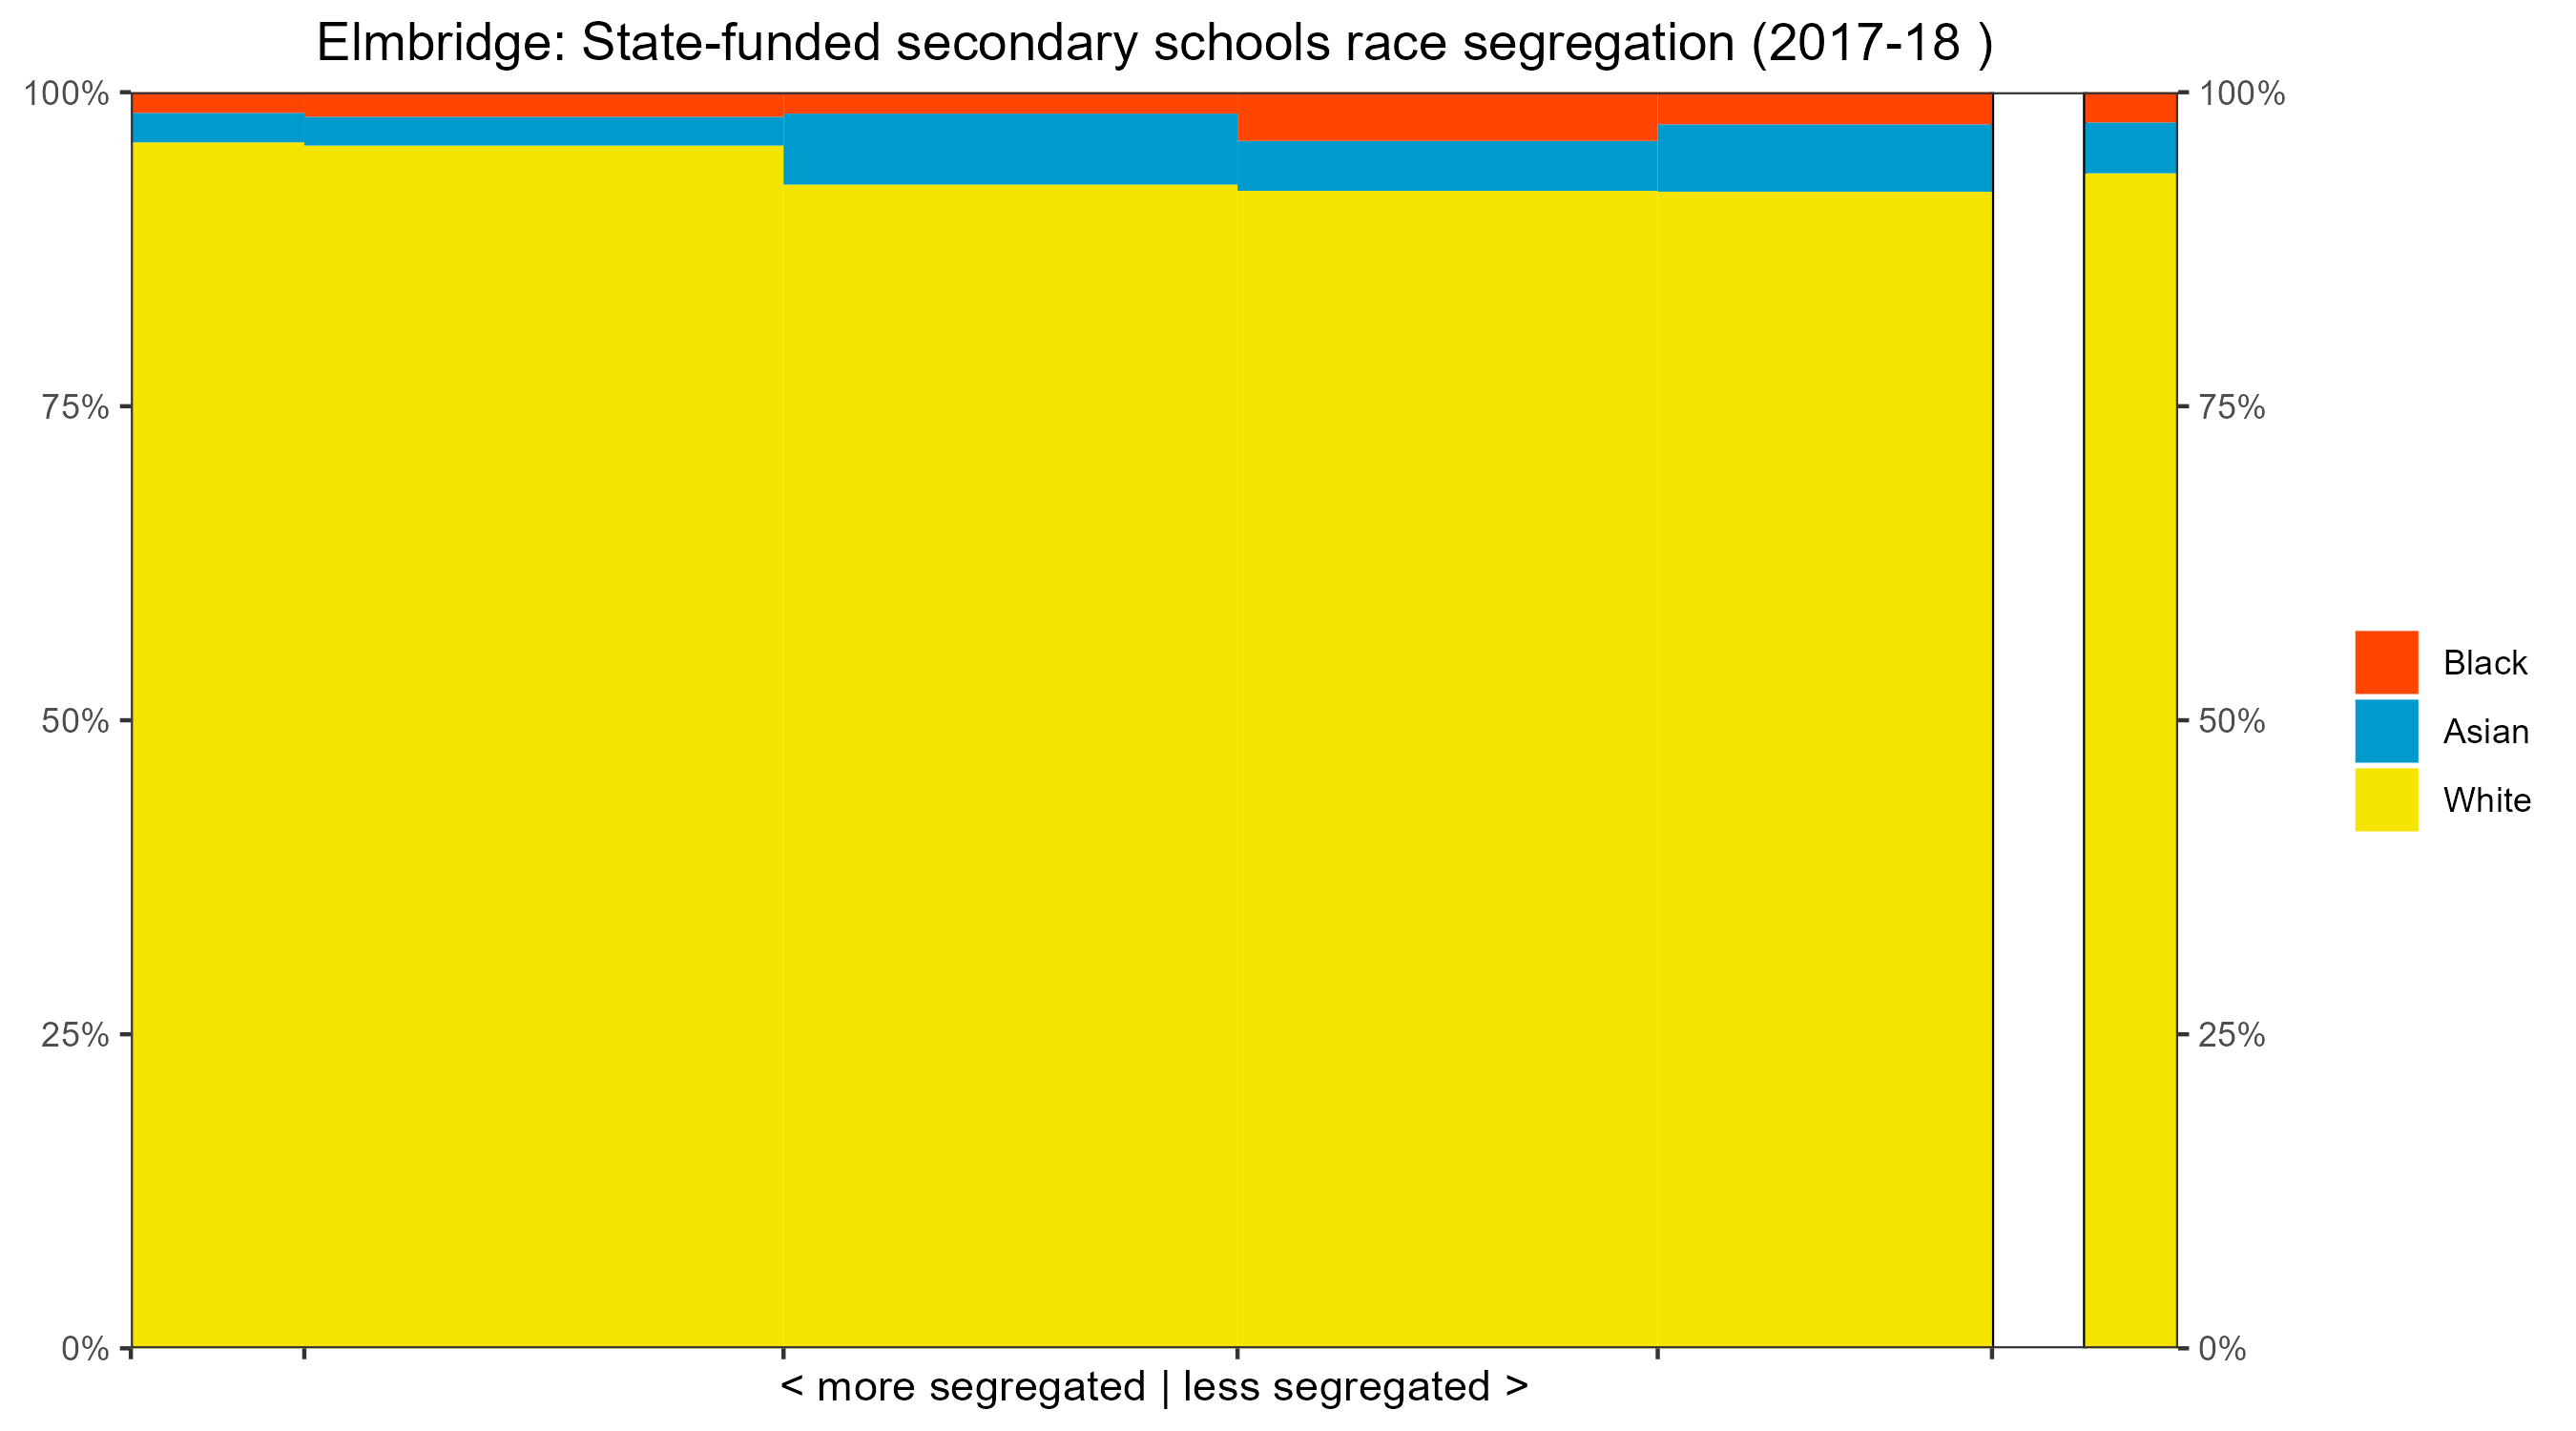 Elmbridge: State-funded secondary schools race segregation (2017-18 )
100%
75%
50%
25%
0%
100%
75%
50%
25%
0%
Black
Asian
White
< more segregated | less segregated >